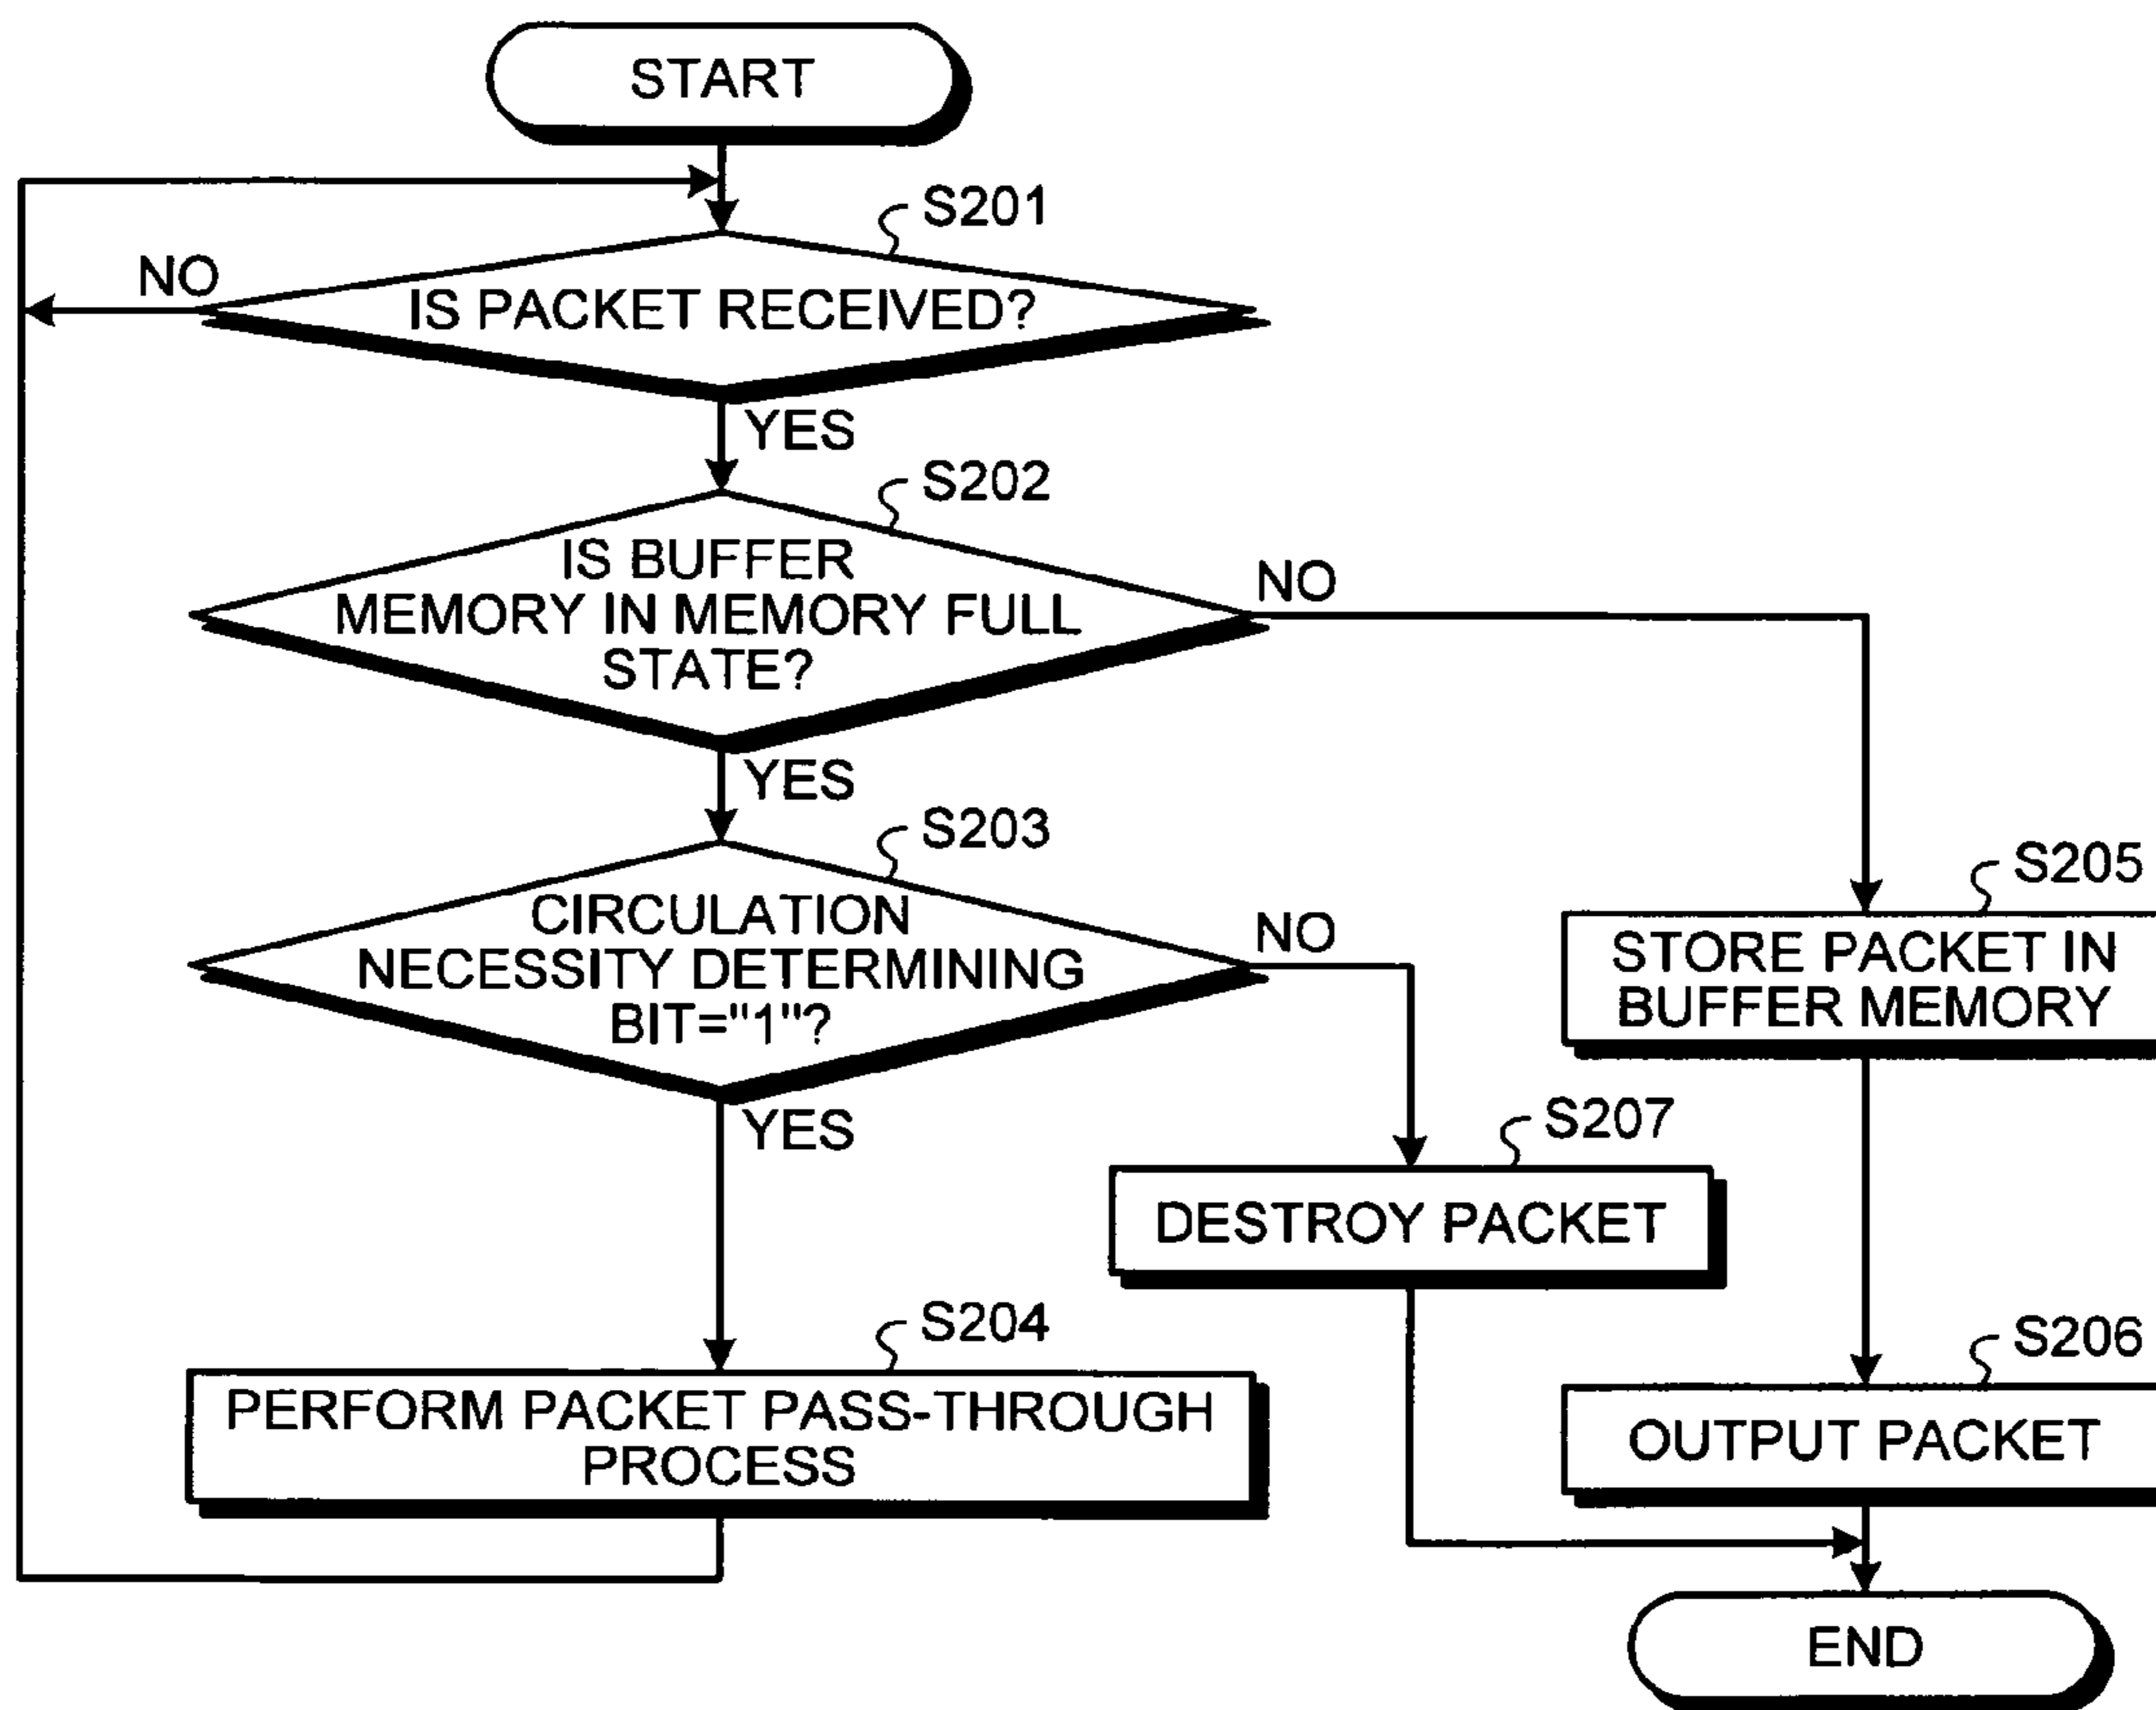 START
S201
NO
IS PACKET RECEIVED?
YES
S202
IS BUFFER
MEMORY IN MEMORY FULL
STATE?
NO
YES
S203
CIRCULATION
NECESSITY DETERMINING
BIT="1"?
NO
YES
S205
STORE PACKET IN
BUFFER MEMORY
S207
DESTROY PACKET
S204
PERFORM PACKET PASS-THROUGH
PROCESS
S206
OUTPUT PACKET
END